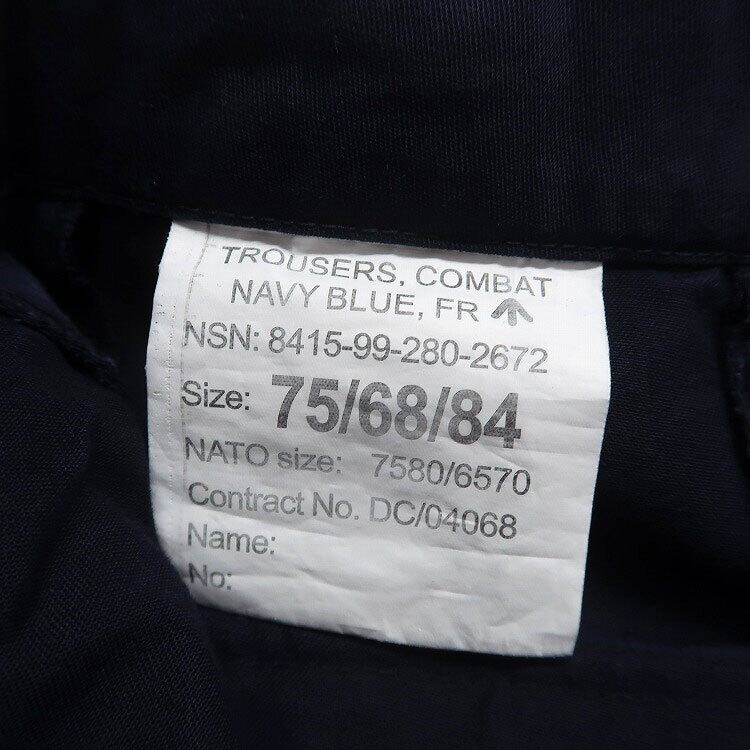 TROUSERS, COMBAT
NAVY BLUE, FR
NSN: 8415-99-280-2672
Size: 75/68/84
NATO size: 7580/6570
Contract No. DC/04068
Name:
No: